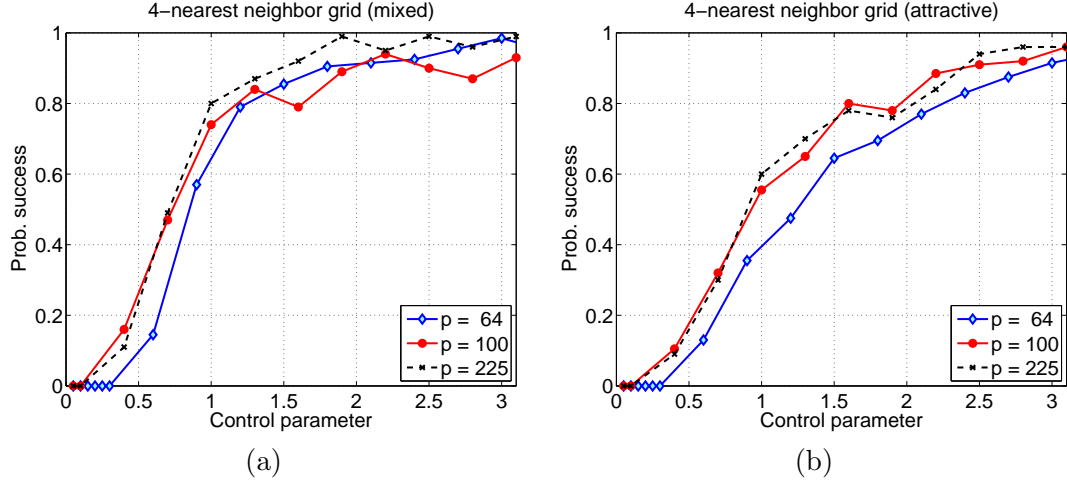 4−nearest neighbor grid (mixed)
Prob. success
1
0.8
0.6
0.4
0.2
0
0 0.5 1 1.5 2 2.5 3
Control parameter
p = 64
p = 100
p = 225
(a)
4−nearest neighbor grid (attractive)
Prob. success
1
0.8
0.6
0.4
0.2
0
0 0.5 1 1.5 2 2.5 3
Control parameter
p = 64
p = 100
p = 225
(b)